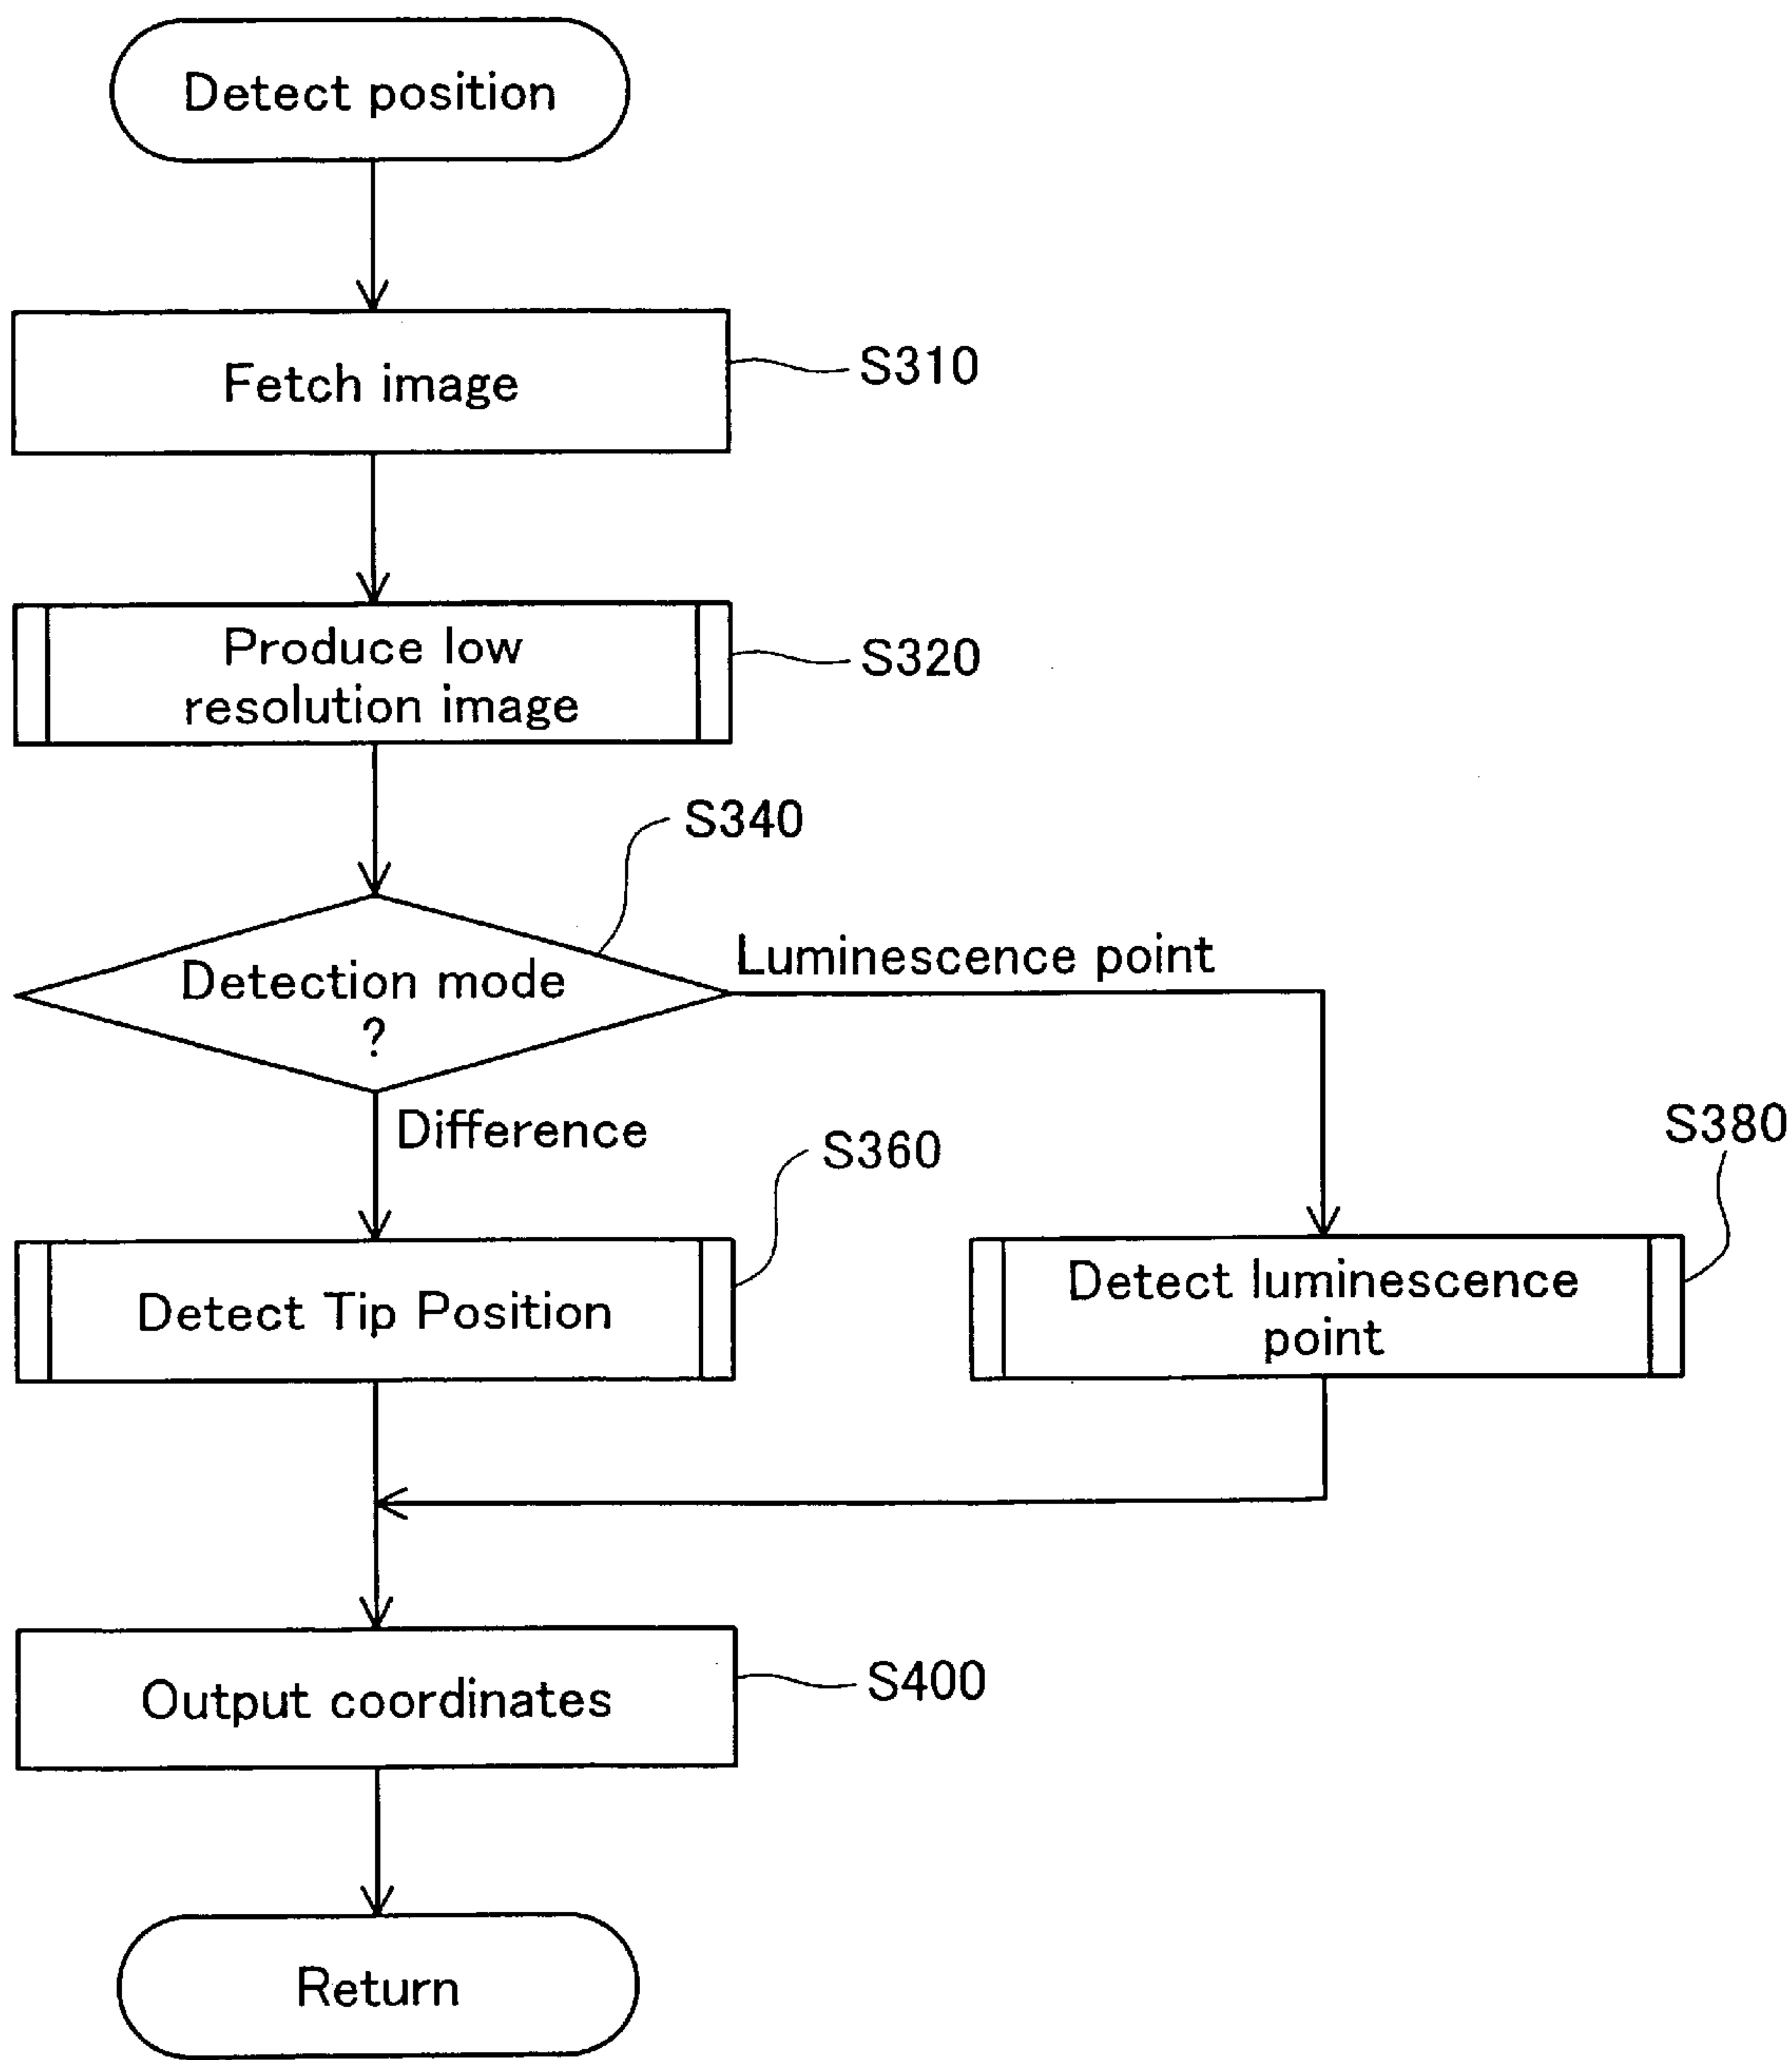 Detect position
Fetch image
S310
Produce low
resolution image
S320
S340
Detection mode
?
Luminescence point
Difference
S360
S380
Detect Tip Position
Detect luminescence
point
Output coordinates
S400
Return